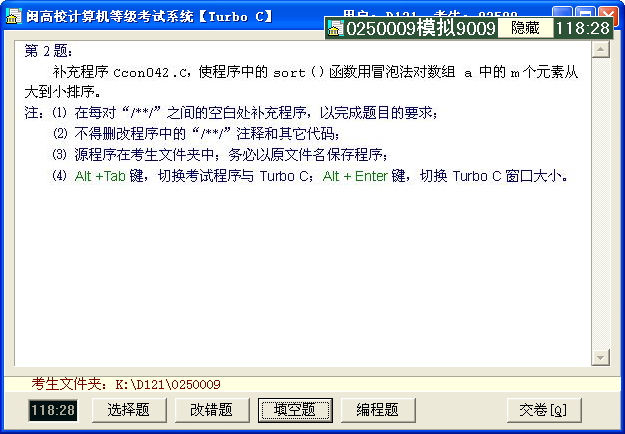 闽高校计算机等级考试系统【Turbo C】
0250009模拟9009 隐藏 118:28
第 2 题:
补充程序 Ccon042.C, 使程序中的 sort() 函数用冒泡法对数组 a 中的 m 个元素从
大到小排序。
注: ⑴ 在每对 “/**/” 之间的空白处补充程序, 以完成题目的要求;
⑵ 不得删改程序中的 “/**/” 注释和其它代码;
⑶ 源程序在考生文件夹中; 务必以原文件名保存程序;
⑷ Alt +Tab 键, 切换考试程序与 Turbo C; Alt + Enter 键, 切换 Turbo C 窗口大小。
考生文件夹: K:\D121\0250009
118:28 选择题 改错题 填空题 编程题 交卷[Q]